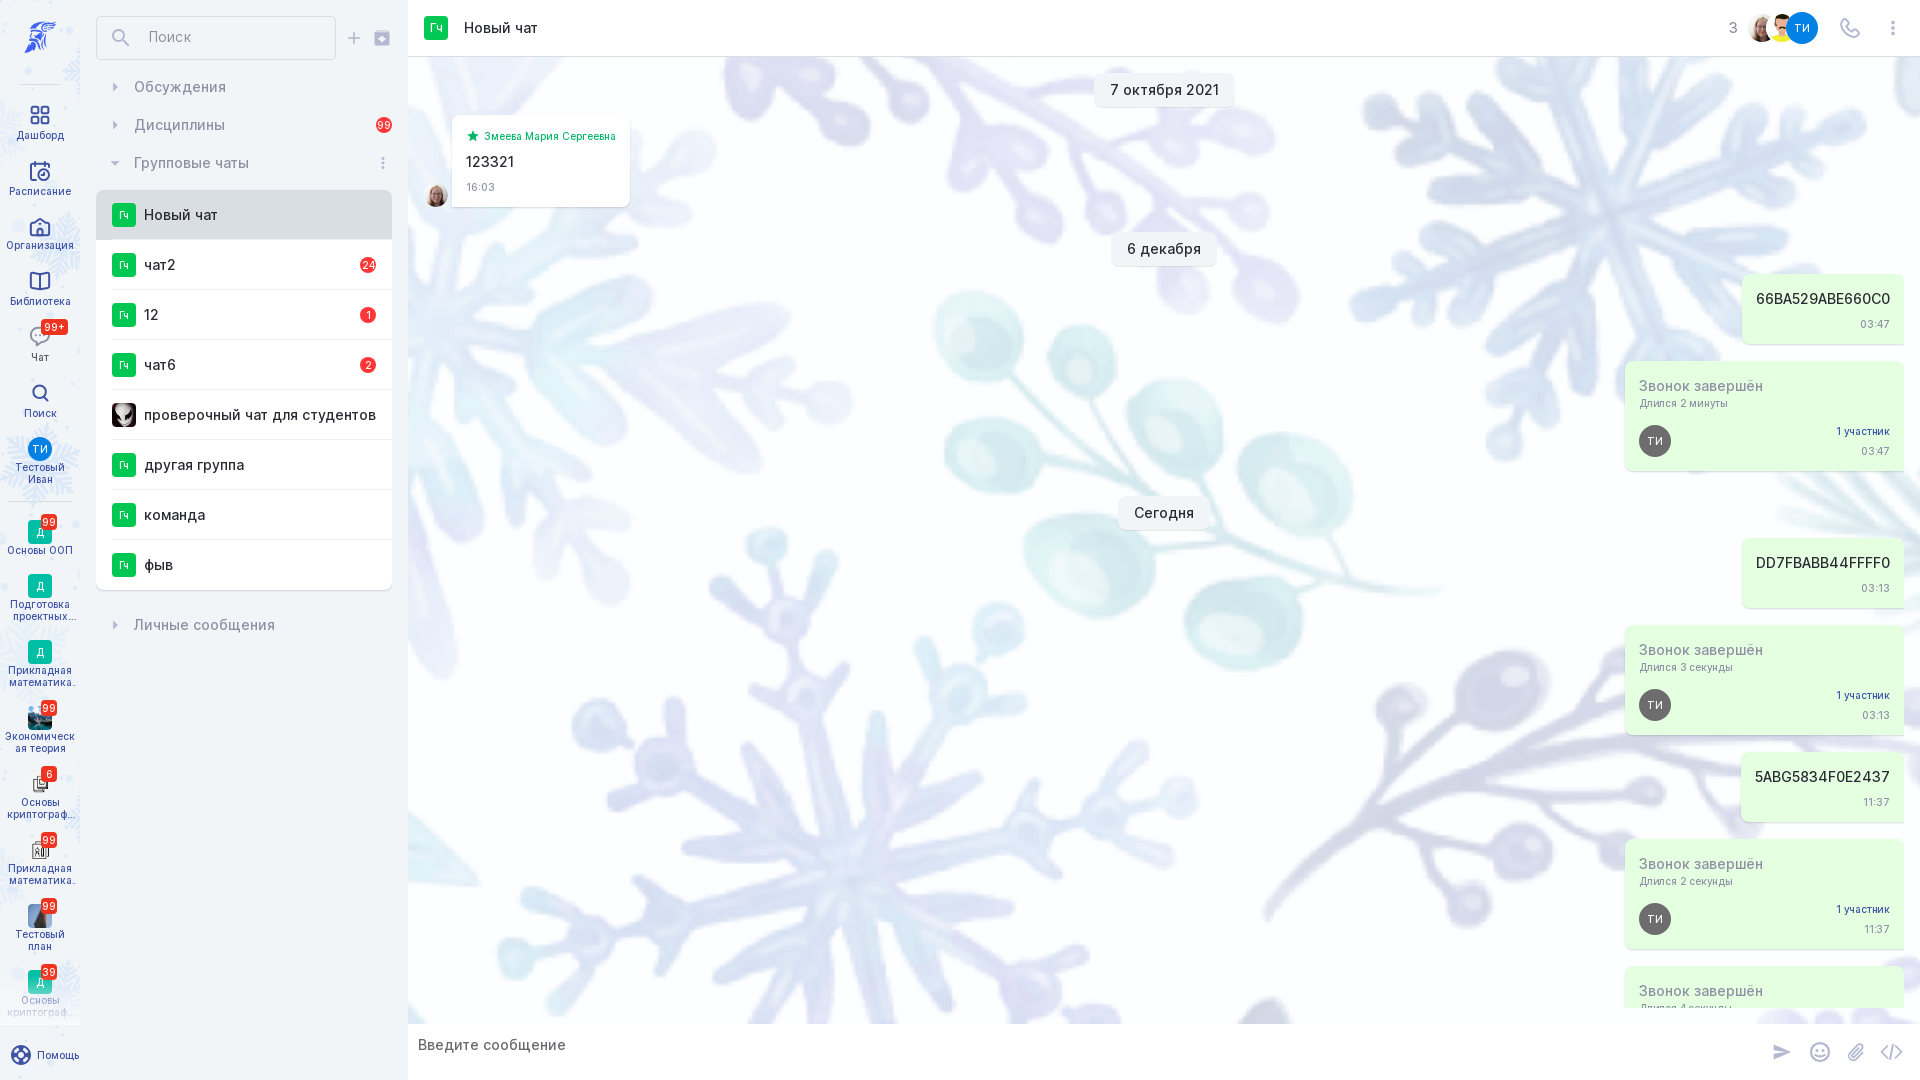 Дашборд
Расписание
Организация
Библиотека
99+
Чат
Поиск
ТИ
Тестовый
Иван
99
Д
Основы ООП
Д
Подготовка
проектных...
Д
Прикладная
математика.
99
Экономическ
ая теория
6
Основы
криптограф...
99
Прикладная
математика.
99
Тестовый
план
39
Д
Основы
криптограф...
Помощь
Поиск
Обсуждения
Дисциплины 99
Групповые чаты
Гч Новый чат
Гч чат2 24
Гч 12 1
Гч чат6 2
проверочный чат для студентов
Гч другая группа
Гч команда
Гч фыв
Личные сообщения
Гч Новый чат 3 ТИ
7 октября 2021
Змеева Мария Сергеевна
123321
16:03
6 декабря
66BA529ABE660C0
03:47
Звонок завершён
Длился 2 минуты
1 участник
ТИ
03:47
Сегодня
DD7FBABB44FFFF0
03:13
Звонок завершён
Длился 3 секунды
1 участник
ТИ
03:13
5ABG5834F0E2437
11:37
Звонок завершён
Длился 2 секунды
1 участник
ТИ
11:37
Звонок завершён
Длился 4 секунды
Введите сообщение